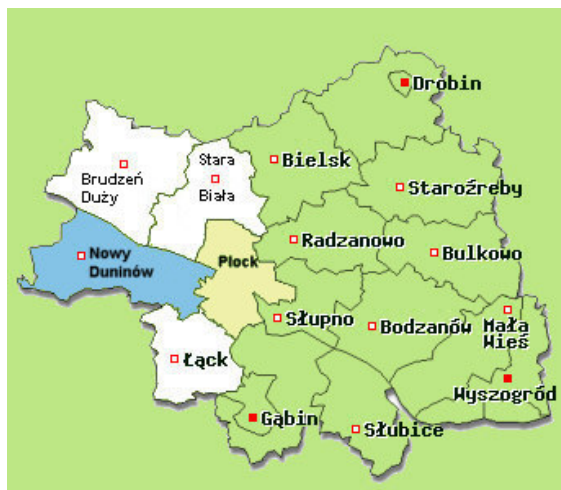 Drobin
Bielsk
Stara
Biała
Brudzeń
Duży
Staroźreby
Radzanowo
Bulkowo
Nowy
Duninów
Płock
Słupno
Bodzanów
Mała
Wieś
Łąck
Wyszogród
Gąbin
Słubice